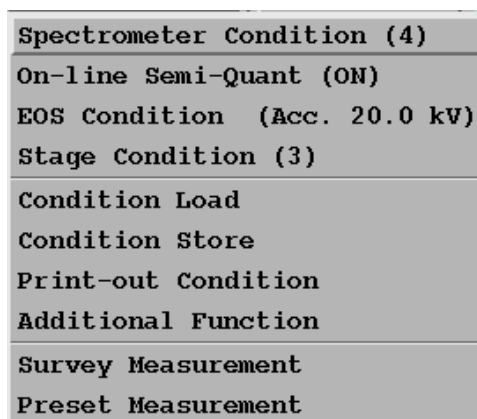 Spectrometer Condition (4)
On-line Semi-Quant (ON)
EOS Condition (Acc. 20.0 kV)
Stage Condition (3)
Condition Load
Condition Store
Print-out Condition
Additional Function
Survey Measurement
Preset Measurement